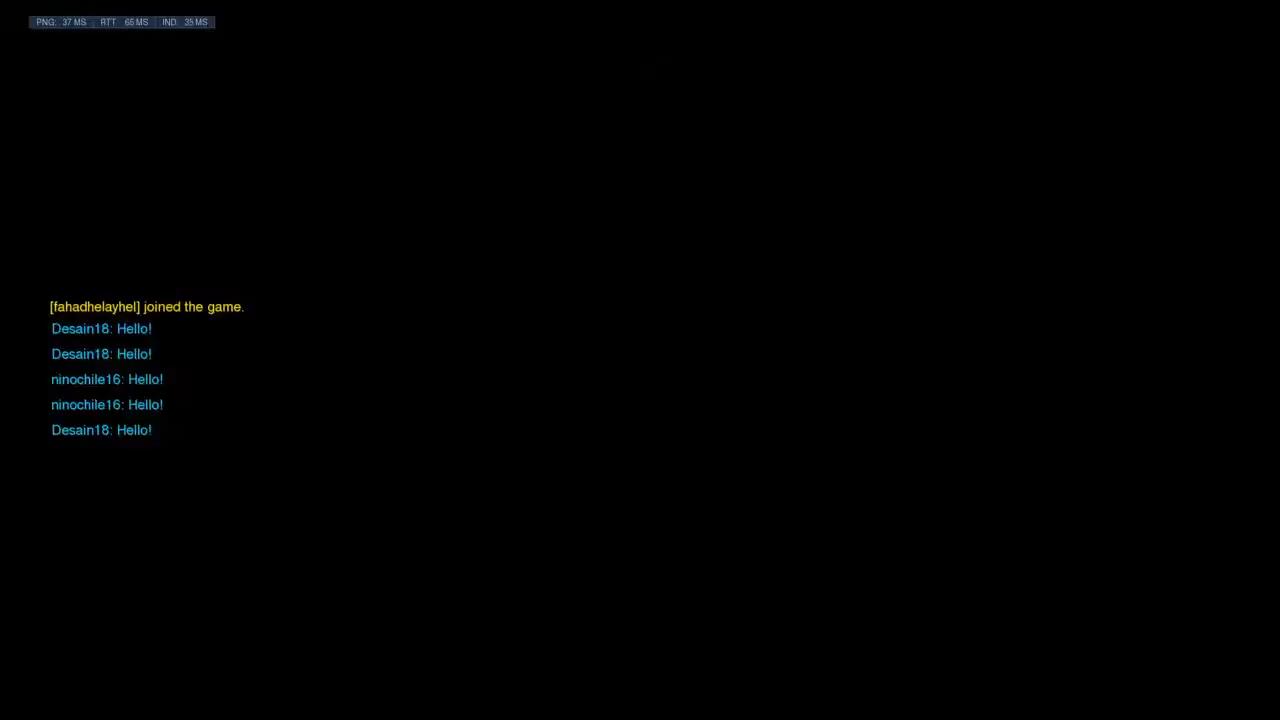 PNG: 37 MS RTT 65 MS IND: 35 MS
[fahadhelayhel] joined the game.
Desain18: Hello!
Desain18: Hello!
ninochile16: Hello!
ninochile16: Hello!
Desain18: Hello!